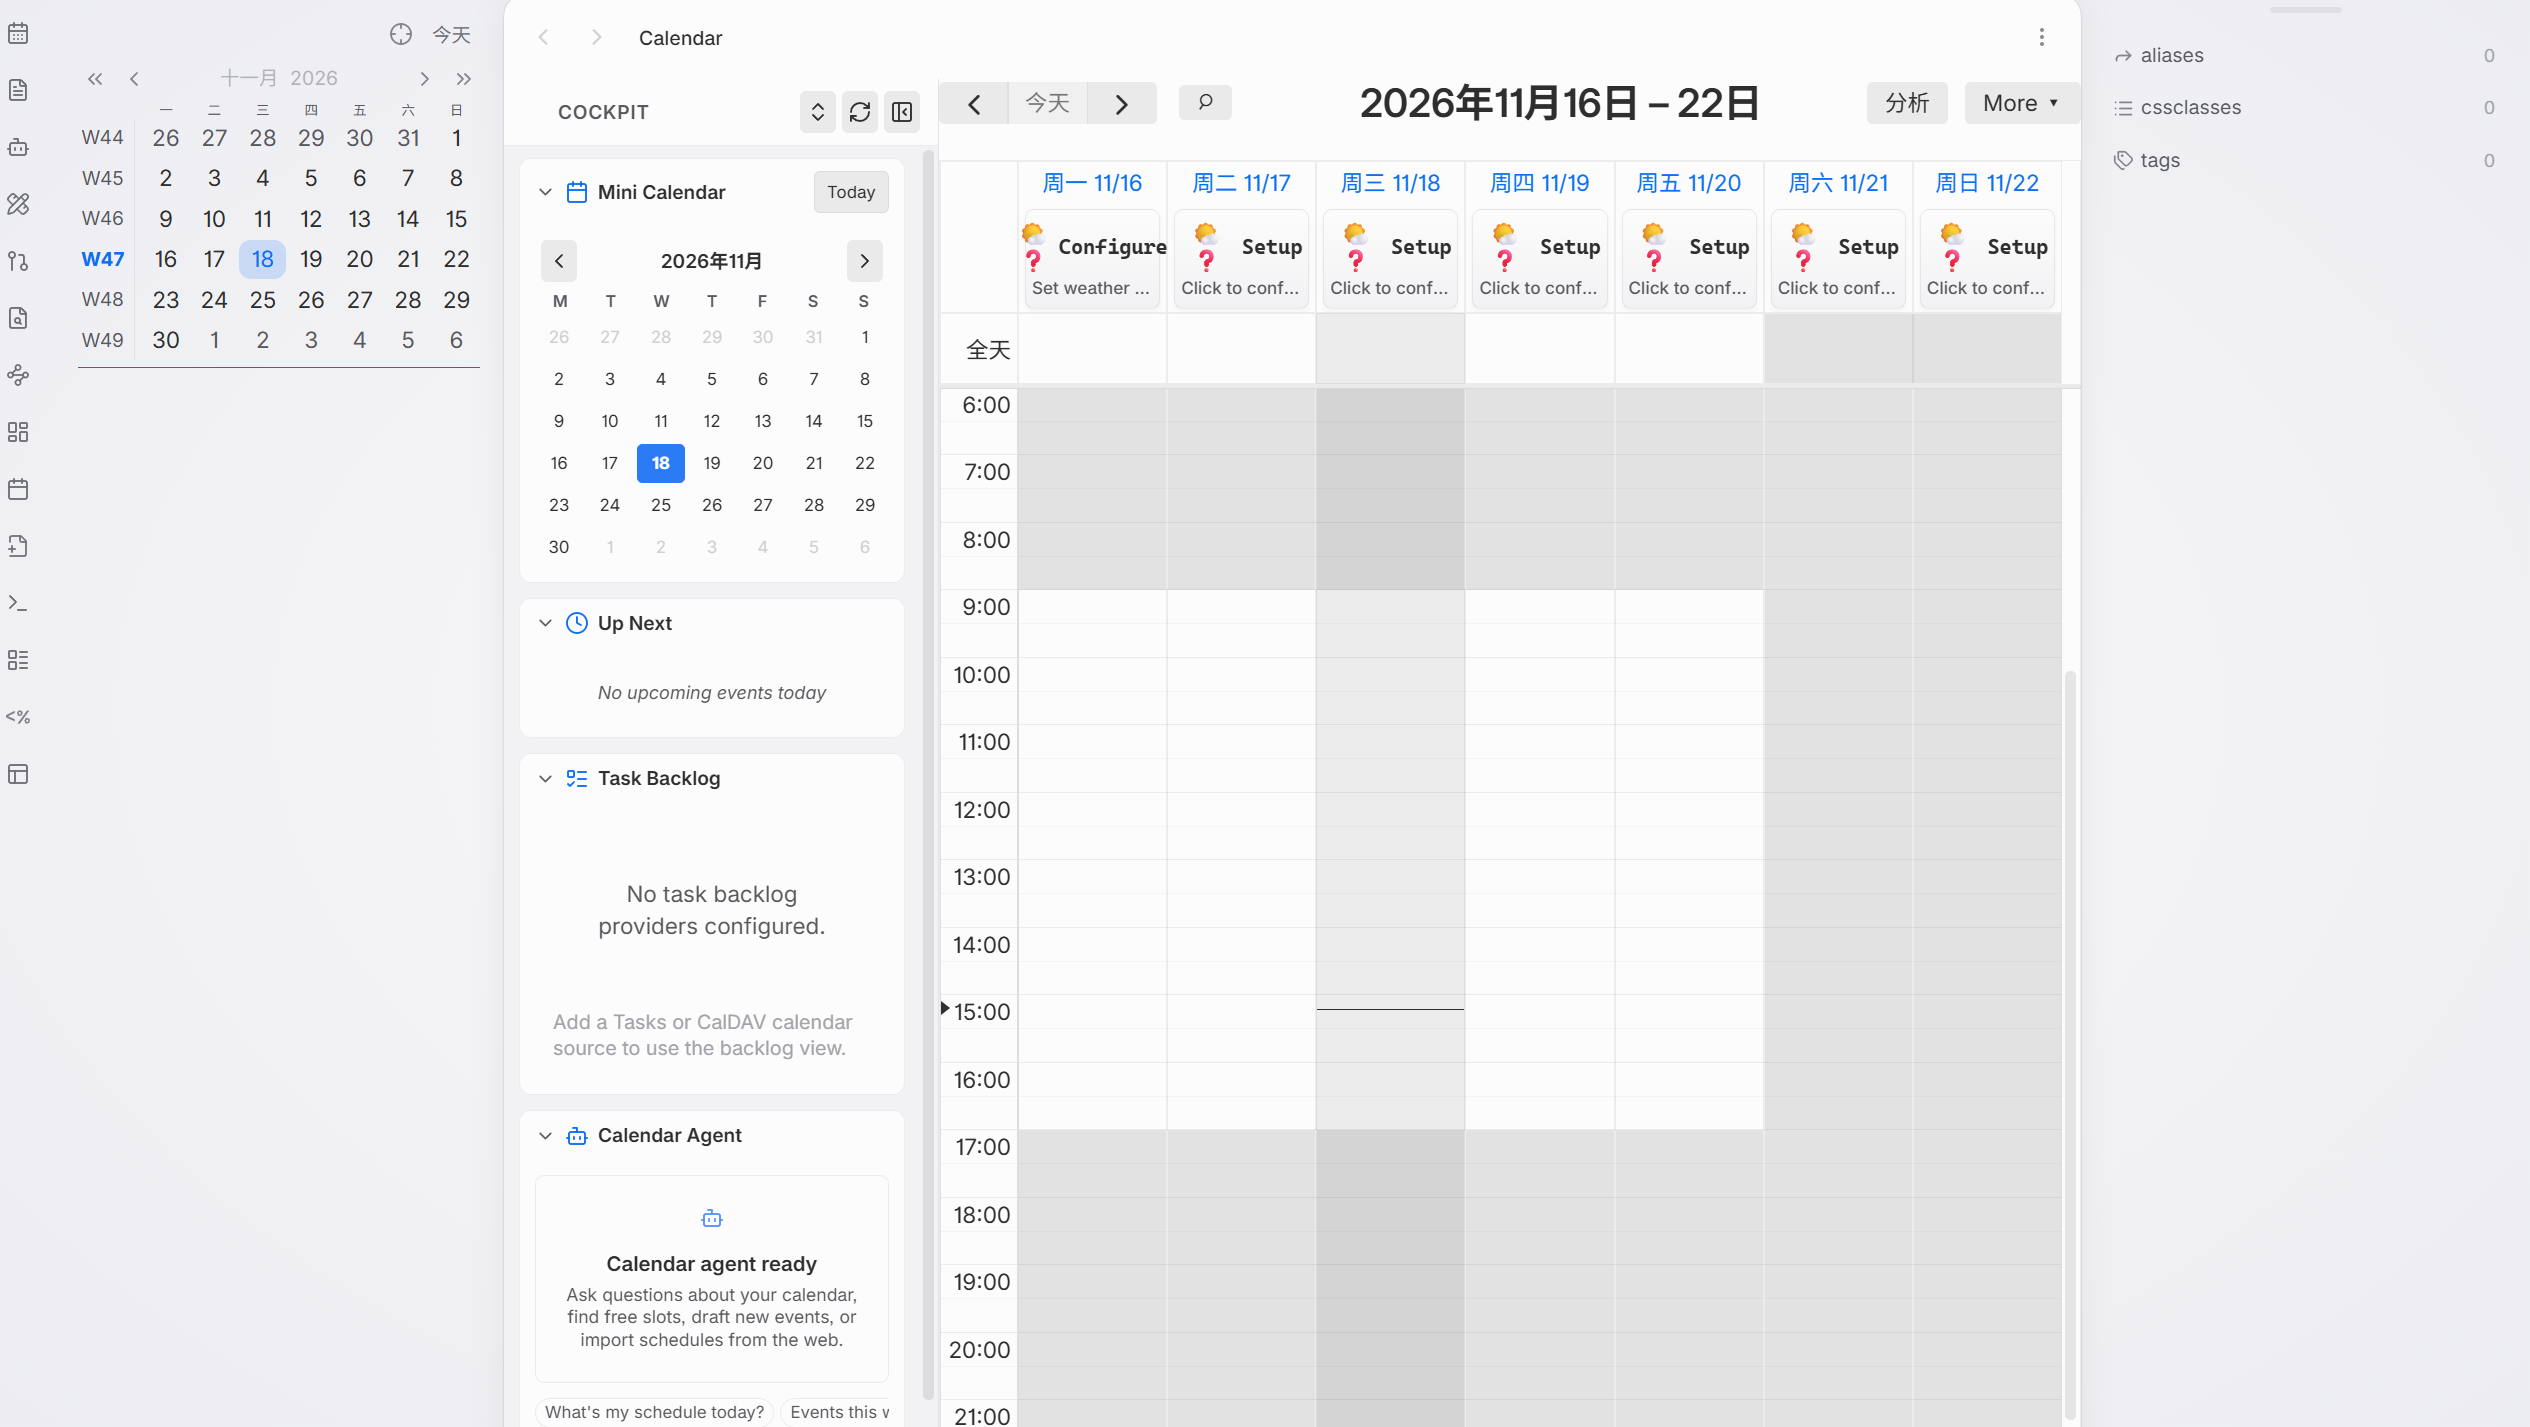 今天
十一月 2026
一 二 三 四 五 六 日
W44 26 27 28 29 30 31 1
W45 2 3 4 5 6 7 8
W46 9 10 11 12 13 14 15
W47 16 17 18 19 20 21 22
W48 23 24 25 26 27 28 29
W49 30 1 2 3 4 5 6
<%
Calendar
COCKPIT
Mini Calendar
Today
2026年11月
M T W T F S S
26 27 28 29 30 31 1
2 3 4 5 6 7 8
9 10 11 12 13 14 15
16 17 18 19 20 21 22
23 24 25 26 27 28 29
30 1 2 3 4 5 6
Up Next
No upcoming events today
Task Backlog
No task backlog
providers configured.
Add a Tasks or CalDAV calendar
source to use the backlog view.
Calendar Agent
Calendar agent ready
Ask questions about your calendar,
find free slots, draft new events, or
import schedules from the web.
What's my schedule today? Events this
今天
2026年11月16日 – 22日
分析
More
周一 11/16 周二 11/17 周三 11/18 周四 11/19 周五 11/20 周六 11/21 周日 11/22
Configure Setup Setup Setup Setup Setup Setup
Set weather ... Click to conf... Click to conf... Click to conf... Click to conf... Click to conf... Click to conf...
全天
6:00
7:00
8:00
9:00
10:00
11:00
12:00
13:00
14:00
15:00
16:00
17:00
18:00
19:00
20:00
21:00
aliases 0
cssclasses 0
tags 0